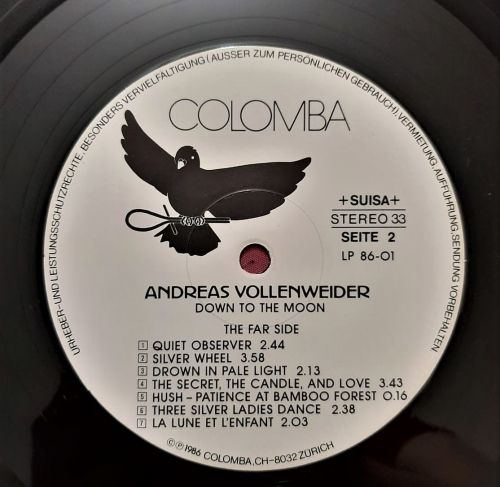 URHEBER-UND LEISTUNGSSCHUTZRECHTE, BESONDERS VERVIELFÄLTIGUNG (AUSSER ZUM PERSÖNLICHEN GEBRAUCH), VERMIETUNG, AUFFÜHRUNG, SENDUNG VORBEHALTEN
COLOMBA
+SUISA+
STEREO 33
SEITE 2
LP 86-01
ANDREAS VOLLENWEIDER
DOWN TO THE MOON
THE FAR SIDE
1 QUIET OBSERVER 2.44
2 SILVER WHEEL 3.58
3 DROWN IN PALE LIGHT 2.13
4 THE SECRET, THE CANDLE, AND LOVE 3.43
5 HUSH – PATIENCE AT BAMBOO FOREST 0.16
6 THREE SILVER LADIES DANCE 2.38
7 LA LUNE ET L'ENFANT 2.03
©℗1986 COLOMBA, CH-8032 ZURICH